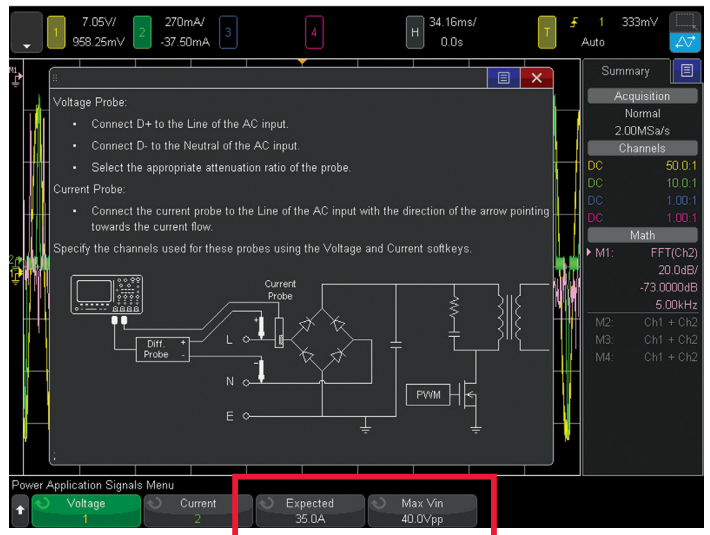 1 7.05V/ 958.25mV 2 270mA/ -37.50mA 3 4 H 34.16ms/ 0.0s T 1 333mV Auto
M1
Summary
Voltage Probe:
• Connect D+ to the Line of the AC input.
• Connect D- to the Neutral of the AC input.
• Select the appropriate attenuation ratio of the probe.
Current Probe:
• Connect the current probe to the Line of the AC input with the direction of the arrow pointing
towards the current flow.
Specify the channels used for these probes using the Voltage and Current softkeys.
Current
Probe
Diff.
Probe
+
-
+
-
L
N
E
PWM
Acquisition
Normal
2.00MSa/s
Channels
DC 50.0:1
DC 10.0:1
DC 1.00:1
DC 1.00:1
Math
M1: FFT(Ch2)
20.0dB/
-73.0000dB
5.00kHz
M2: Ch1 + Ch2
M3: Ch1 + Ch2
M4: Ch1 + Ch2
Power Application Signals Menu
Voltage
1
Current
2
Expected
35.0A
Max Vin
40.0Vpp